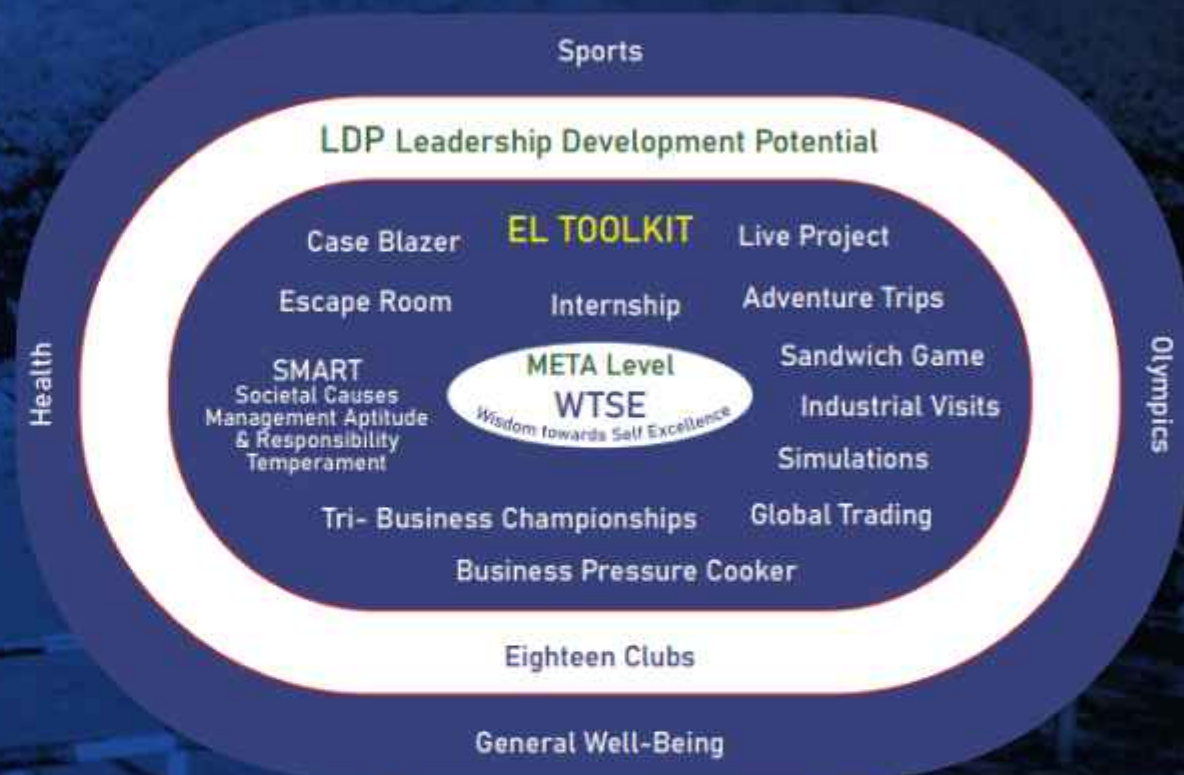 Sports
LDP Leadership Development Potential
EL TOOLKIT
Case Blazer
Live Project
Escape Room
Internship
Adventure Trips
Health
SMART
Societal Causes
Management Aptitude
& Responsibility
Temperament
META Level
WTSE
Wisdom towards Self Excellence
Sandwich Game
Industrial Visits
Simulations
Olympics
Tri- Business Championships
Global Trading
Business Pressure Cooker
Eighteen Clubs
General Well-Being